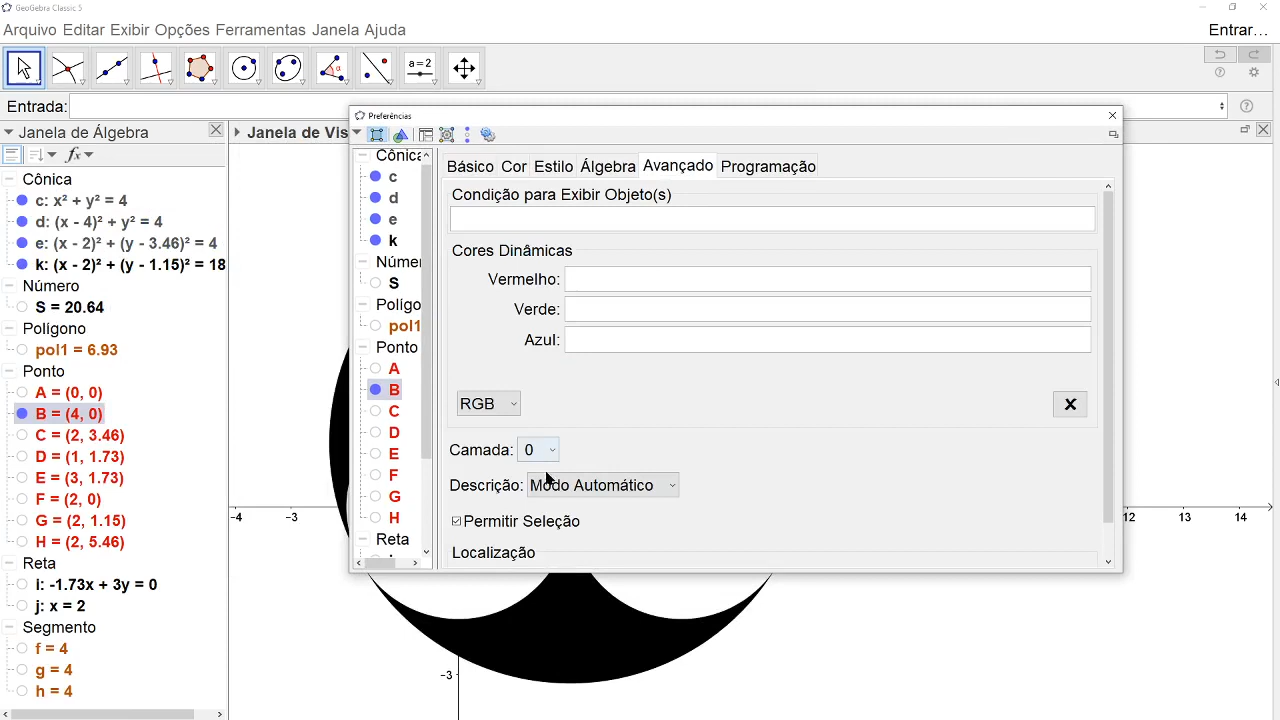 GeoGebra Classic 5
Arquivo Editar Exibir Opções Ferramentas Janela Ajuda
Entrar...
a=2
Entrada:
Janela de Álgebra
Janela de Vis
Preferências
Cônica
c: x² + y² = 4
d: (x - 4)² + y² = 4
e: (x - 2)² + (y - 3.46)² = 4
k: (x - 2)² + (y - 1.15)² = 18
Número
S = 20.64
Polígono
pol1 = 6.93
Ponto
A = (0, 0)
B = (4, 0)
C = (2, 3.46)
D = (1, 1.73)
E = (3, 1.73)
F = (2, 0)
G = (2, 1.15)
H = (2, 5.46)
Reta
i: -1.73x + 3y = 0
j: x = 2
Segmento
f = 4
g = 4
h = 4
Cônica
c
d
e
k
Núme
S
Polígo
pol1
Ponto
A
B
C
D
E
F
G
H
Reta
Básico Cor Estilo Álgebra Avançado Programação
Condição para Exibir Objeto(s)
Cores Dinâmicas
Vermelho:
Verde:
Azul:
RGB
X
Camada: 0
Descrição: Modo Automático
Permitir Seleção
Localização
-4 -3 12 13 14
-3